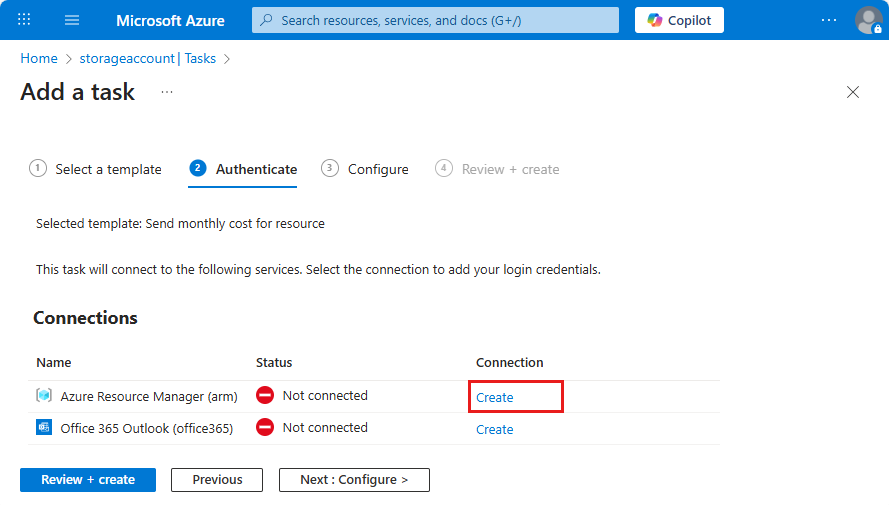 Microsoft Azure
Search resources, services, and docs (G+/)
Copilot
Home > storageaccount | Tasks >
Add a task ...
1 Select a template 2 Authenticate 3 Configure 4 Review + create
Selected template: Send monthly cost for resource
This task will connect to the following services. Select the connection to add your login credentials.
Connections
Name Status Connection
Azure Resource Manager (arm) Not connected Create
Office 365 Outlook (office365) Not connected Create
Review + create Previous Next : Configure >